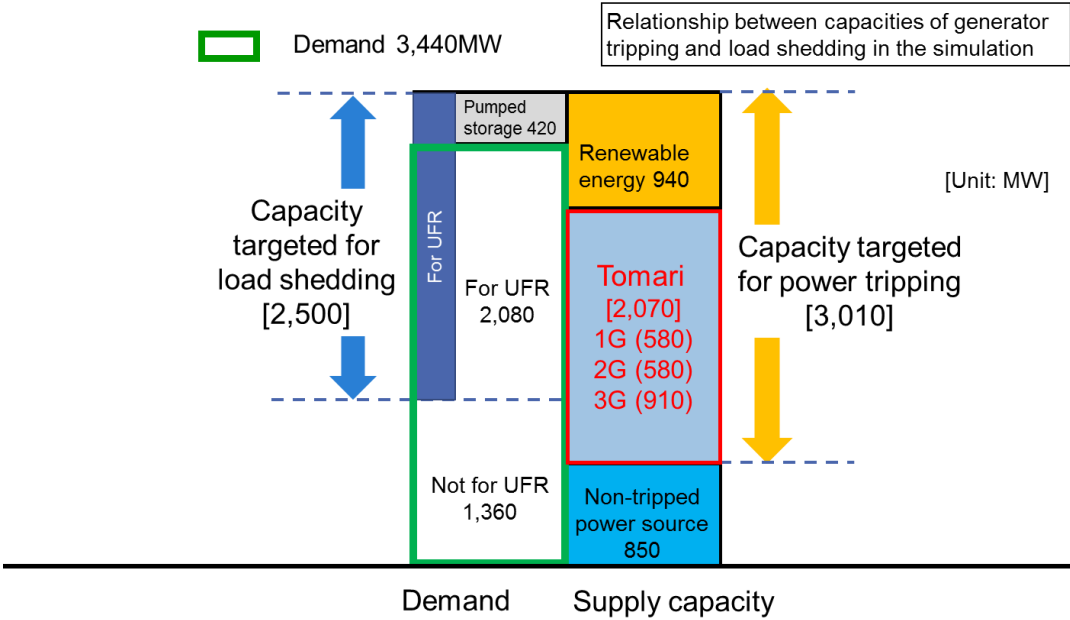 Demand 3,440MW
Relationship between capacities of generator
tripping and load shedding in the simulation
[Unit: MW]
Capacity
targeted for
load shedding
[2,500]
For UFR
Pumped
storage 420
For UFR
2,080
Not for UFR
1,360
Renewable
energy 940
Tomari
[2,070]
1G (580)
2G (580)
3G (910)
Non-tripped
power source
850
Capacity targeted
for power tripping
[3,010]
Demand
Supply capacity